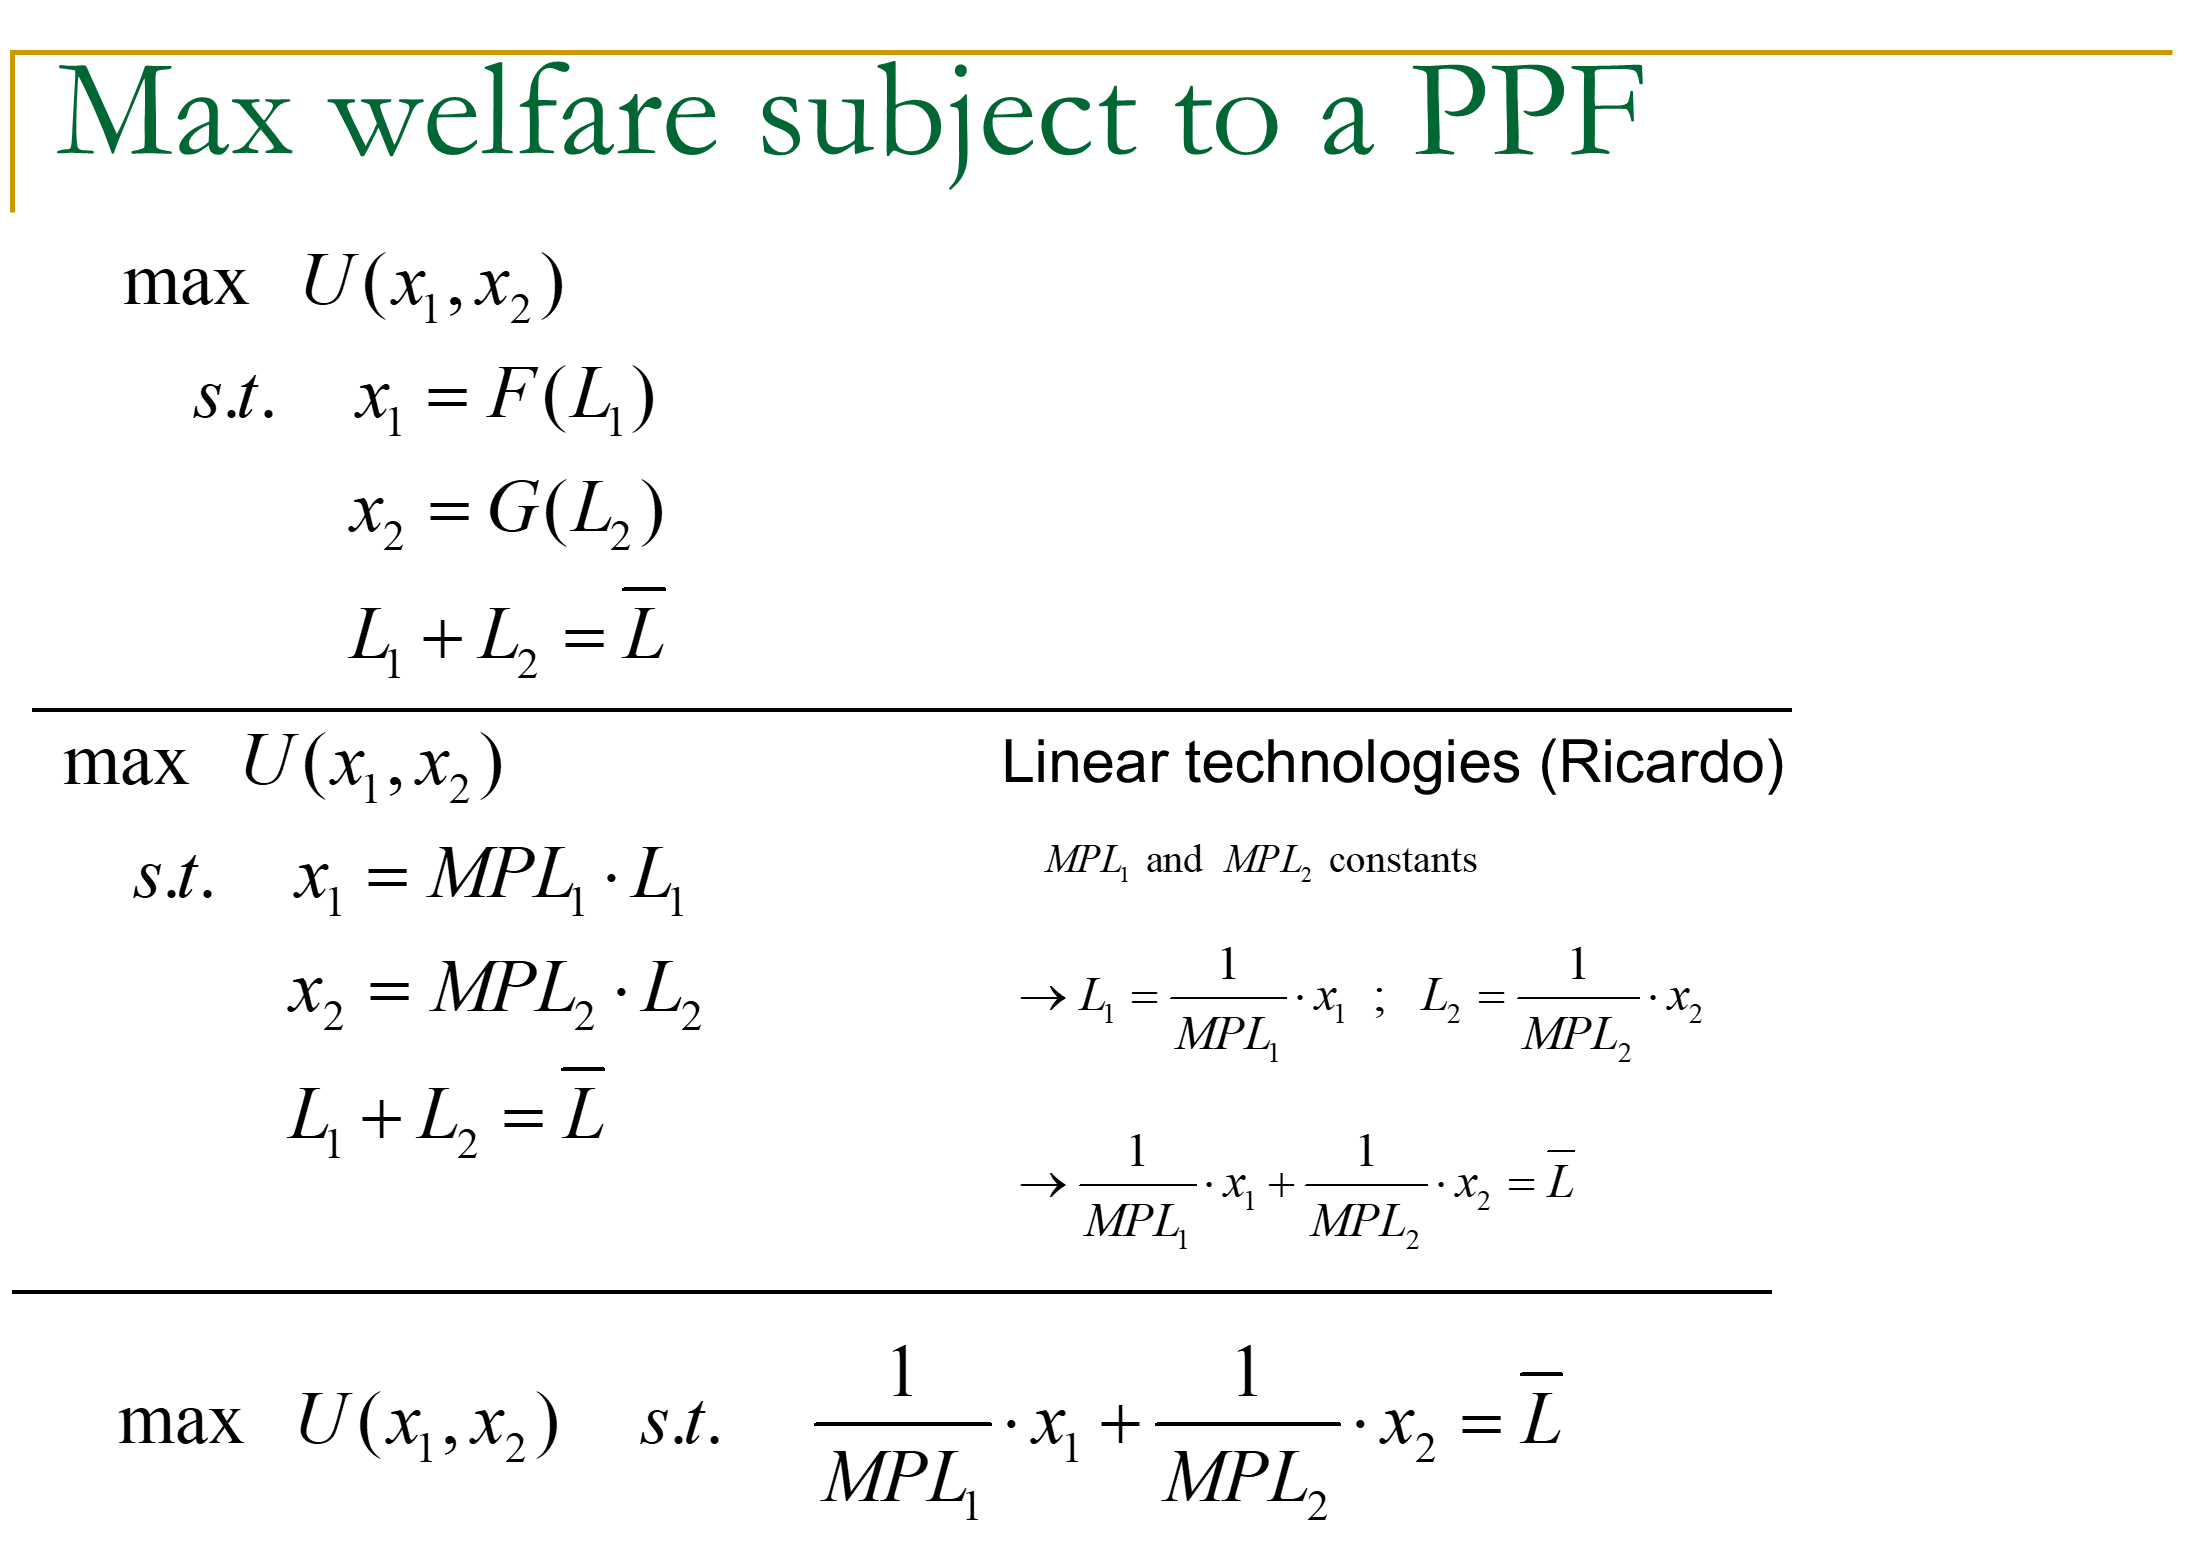 Max welfare subject to a PPF
max U(x₁, x₂)
s.t. x₁ = F(L₁)
x₂ = G(L₂)
L₁ + L₂ = L̅
max U(x₁, x₂)
s.t. x₁ = MPL₁ · L₁
x₂ = MPL₂ · L₂
L₁ + L₂ = L̅
Linear technologies (Ricardo)
MPL₁ and MPL₂ constants
→ L₁ = 1/MPL₁ · x₁ ; L₂ = 1/MPL₂ · x₂
→ 1/MPL₁ · x₁ + 1/MPL₂ · x₂ = L̅
max U(x₁, x₂) s.t. 1/MPL₁ · x₁ + 1/MPL₂ · x₂ = L̅